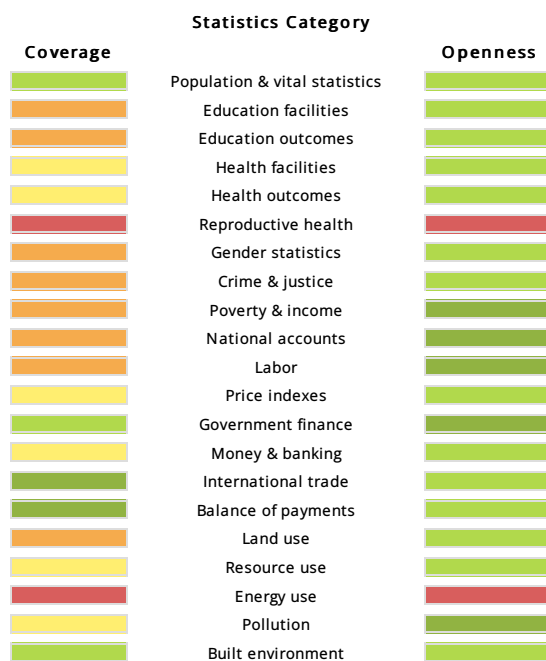 Statistics Category
Coverage Openness
Population & vital statistics
Education facilities
Education outcomes
Health facilities
Health outcomes
Reproductive health
Gender statistics
Crime & justice
Poverty & income
National accounts
Labor
Price indexes
Government finance
Money & banking
International trade
Balance of payments
Land use
Resource use
Energy use
Pollution
Built environment